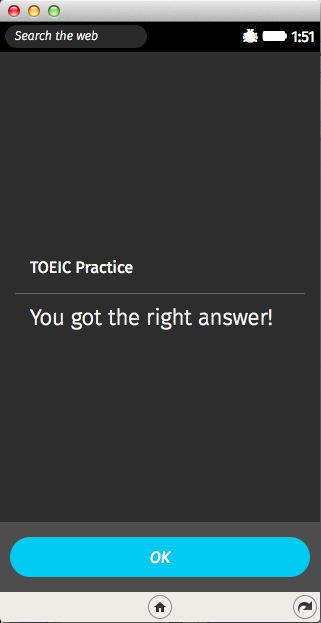 Search the web
1:51
TOEIC Practice
You got the right answer!
OK